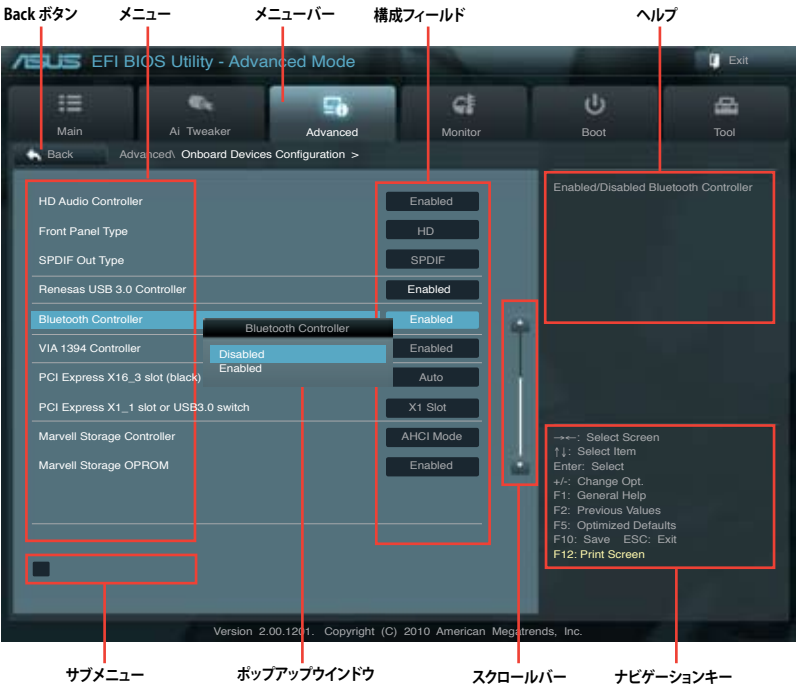 Back ボタン
メニュー
メニューバー
構成フィールド
ヘルプ
ASUS EFI BIOS Utility - Advanced Mode
Exit
Main
Ai Tweaker
Advanced
Monitor
Boot
Tool
Back
Advanced\ Onboard Devices Configuration >
HD Audio Controller
Enabled
Front Panel Type
HD
SPDIF Out Type
SPDIF
Renesas USB 3.0 Controller
Enabled
Bluetooth Controller
Enabled
Bluetooth Controller
Disabled
Enabled
VIA 1394 Controller
Enabled
PCI Express X16_3 slot (black)
Auto
PCI Express X1_1 slot or USB3.0 switch
X1 Slot
Marvell Storage Controller
AHCI Mode
Marvell Storage OPROM
Enabled
Enabled/Disabled Bluetooth Controller
→←: Select Screen
↑↓: Select Item
Enter: Select
+/-: Change Opt.
F1: General Help
F2: Previous Values
F5: Optimized Defaults
F10: Save ESC: Exit
F12: Print Screen
Version 2.00.1201. Copyright (C) 2010 American Megatrends, Inc.
サブメニュー
ポップアップウインドウ
スクロールバー
ナビゲーションキー